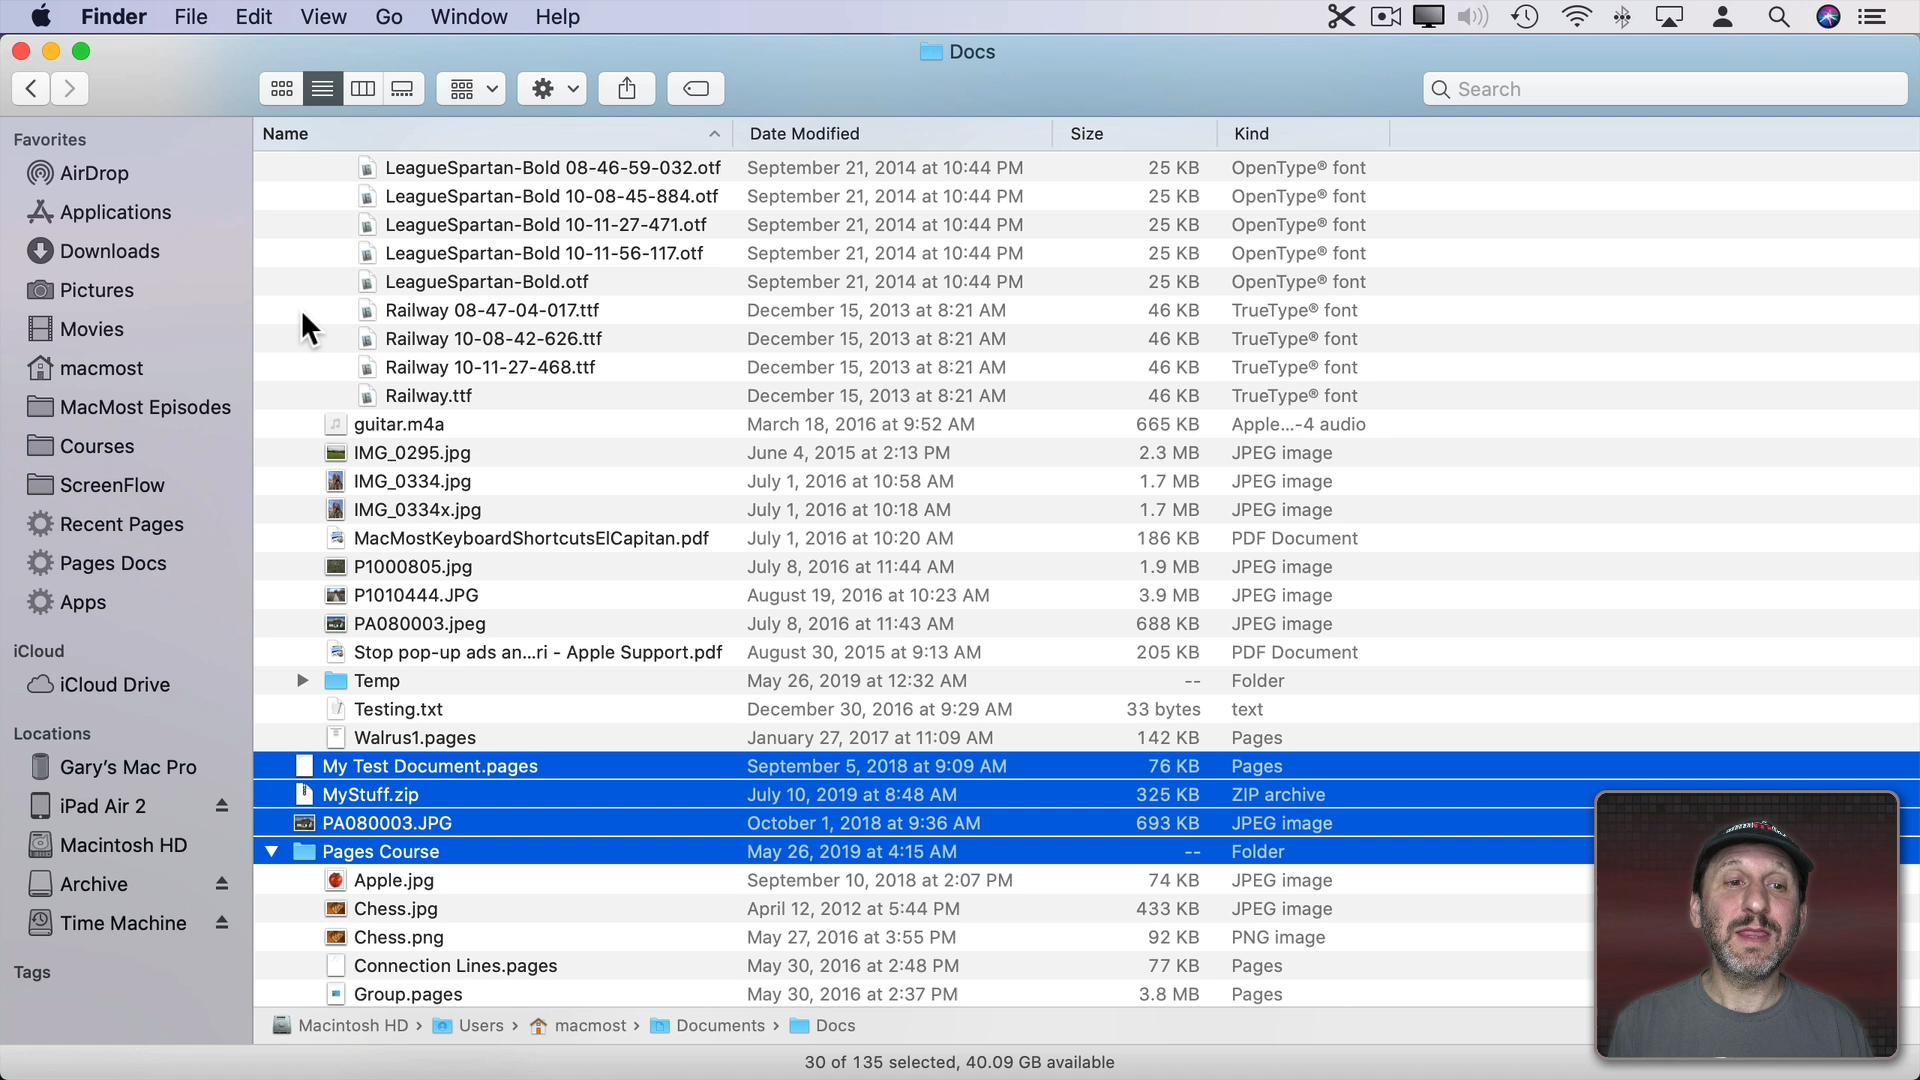 Finder File Edit View Go Window Help
Docs
Search
Favorites
AirDrop
Applications
Downloads
Pictures
Movies
macmost
MacMost Episodes
Courses
ScreenFlow
Recent Pages
Pages Docs
Apps
iCloud
iCloud Drive
Locations
Gary's Mac Pro
iPad Air 2
Macintosh HD
Archive
Time Machine
Tags
Name Date Modified Size Kind
LeagueSpartan-Bold 08-46-59-032.otf September 21, 2014 at 10:44 PM 25 KB OpenType® font
LeagueSpartan-Bold 10-08-45-884.otf September 21, 2014 at 10:44 PM 25 KB OpenType® font
LeagueSpartan-Bold 10-11-27-471.otf September 21, 2014 at 10:44 PM 25 KB OpenType® font
LeagueSpartan-Bold 10-11-56-117.otf September 21, 2014 at 10:44 PM 25 KB OpenType® font
LeagueSpartan-Bold.otf September 21, 2014 at 10:44 PM 25 KB OpenType® font
Railway 08-47-04-017.ttf December 15, 2013 at 8:21 AM 46 KB TrueType® font
Railway 10-08-42-626.ttf December 15, 2013 at 8:21 AM 46 KB TrueType® font
Railway 10-11-27-468.ttf December 15, 2013 at 8:21 AM 46 KB TrueType® font
Railway.ttf December 15, 2013 at 8:21 AM 46 KB TrueType® font
guitar.m4a March 18, 2016 at 9:52 AM 665 KB Apple...-4 audio
IMG_0295.jpg June 4, 2015 at 2:13 PM 2.3 MB JPEG image
IMG_0334.jpg July 1, 2016 at 10:58 AM 1.7 MB JPEG image
IMG_0334x.jpg July 1, 2016 at 10:18 AM 1.7 MB JPEG image
MacMostKeyboardShortcutsElCapitan.pdf July 1, 2016 at 10:20 AM 186 KB PDF Document
P1000805.jpg July 8, 2016 at 11:44 AM 1.9 MB JPEG image
P1010444.JPG August 19, 2016 at 10:23 AM 3.9 MB JPEG image
PA080003.jpeg July 8, 2016 at 11:43 AM 688 KB JPEG image
Stop pop-up ads an...ri - Apple Support.pdf August 30, 2015 at 9:13 AM 205 KB PDF Document
Temp May 26, 2019 at 12:32 AM -- Folder
Testing.txt December 30, 2016 at 9:29 AM 33 bytes text
Walrus1.pages January 27, 2017 at 11:09 AM 142 KB Pages
My Test Document.pages September 5, 2018 at 9:09 AM 76 KB Pages
MyStuff.zip July 10, 2019 at 8:48 AM 325 KB ZIP archive
PA080003.JPG October 1, 2018 at 9:36 AM 693 KB JPEG image
Pages Course May 26, 2019 at 4:15 AM -- Folder
Apple.jpg September 10, 2018 at 2:07 PM 74 KB JPEG image
Chess.jpg April 12, 2012 at 5:44 PM 433 KB JPEG image
Chess.png May 27, 2016 at 3:55 PM 92 KB PNG image
Connection Lines.pages May 30, 2016 at 2:48 PM 77 KB Pages
Group.pages May 30, 2016 at 2:37 PM 3.8 MB Pages
Macintosh HD › Users › macmost › Documents › Docs
30 of 135 selected, 40.09 GB available